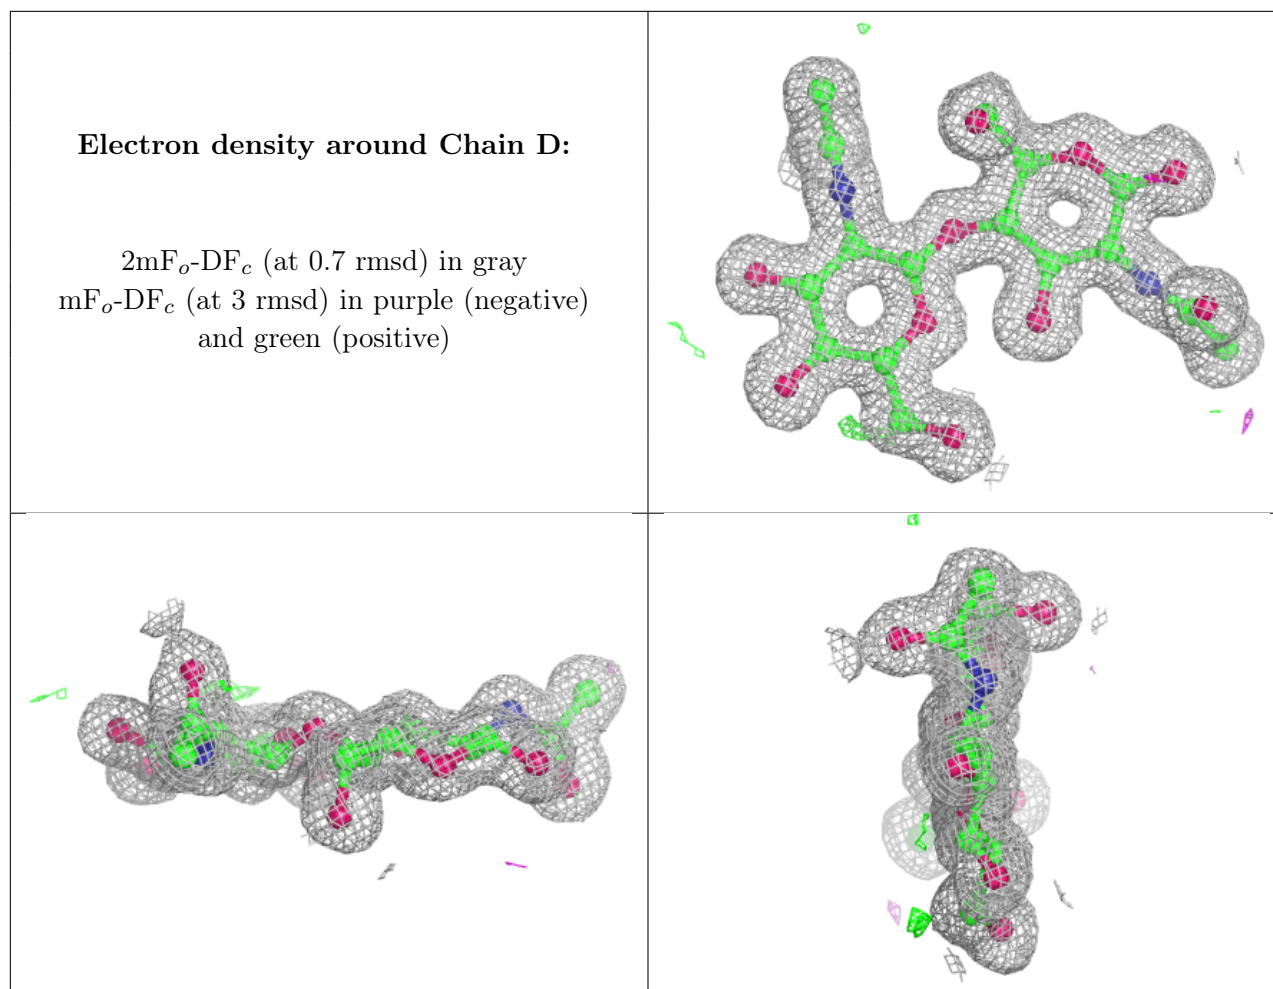 Electron density around Chain D:
2mFₒ-DF𝒸 (at 0.7 rmsd) in gray
mFₒ-DF𝒸 (at 3 rmsd) in purple (negative)
and green (positive)